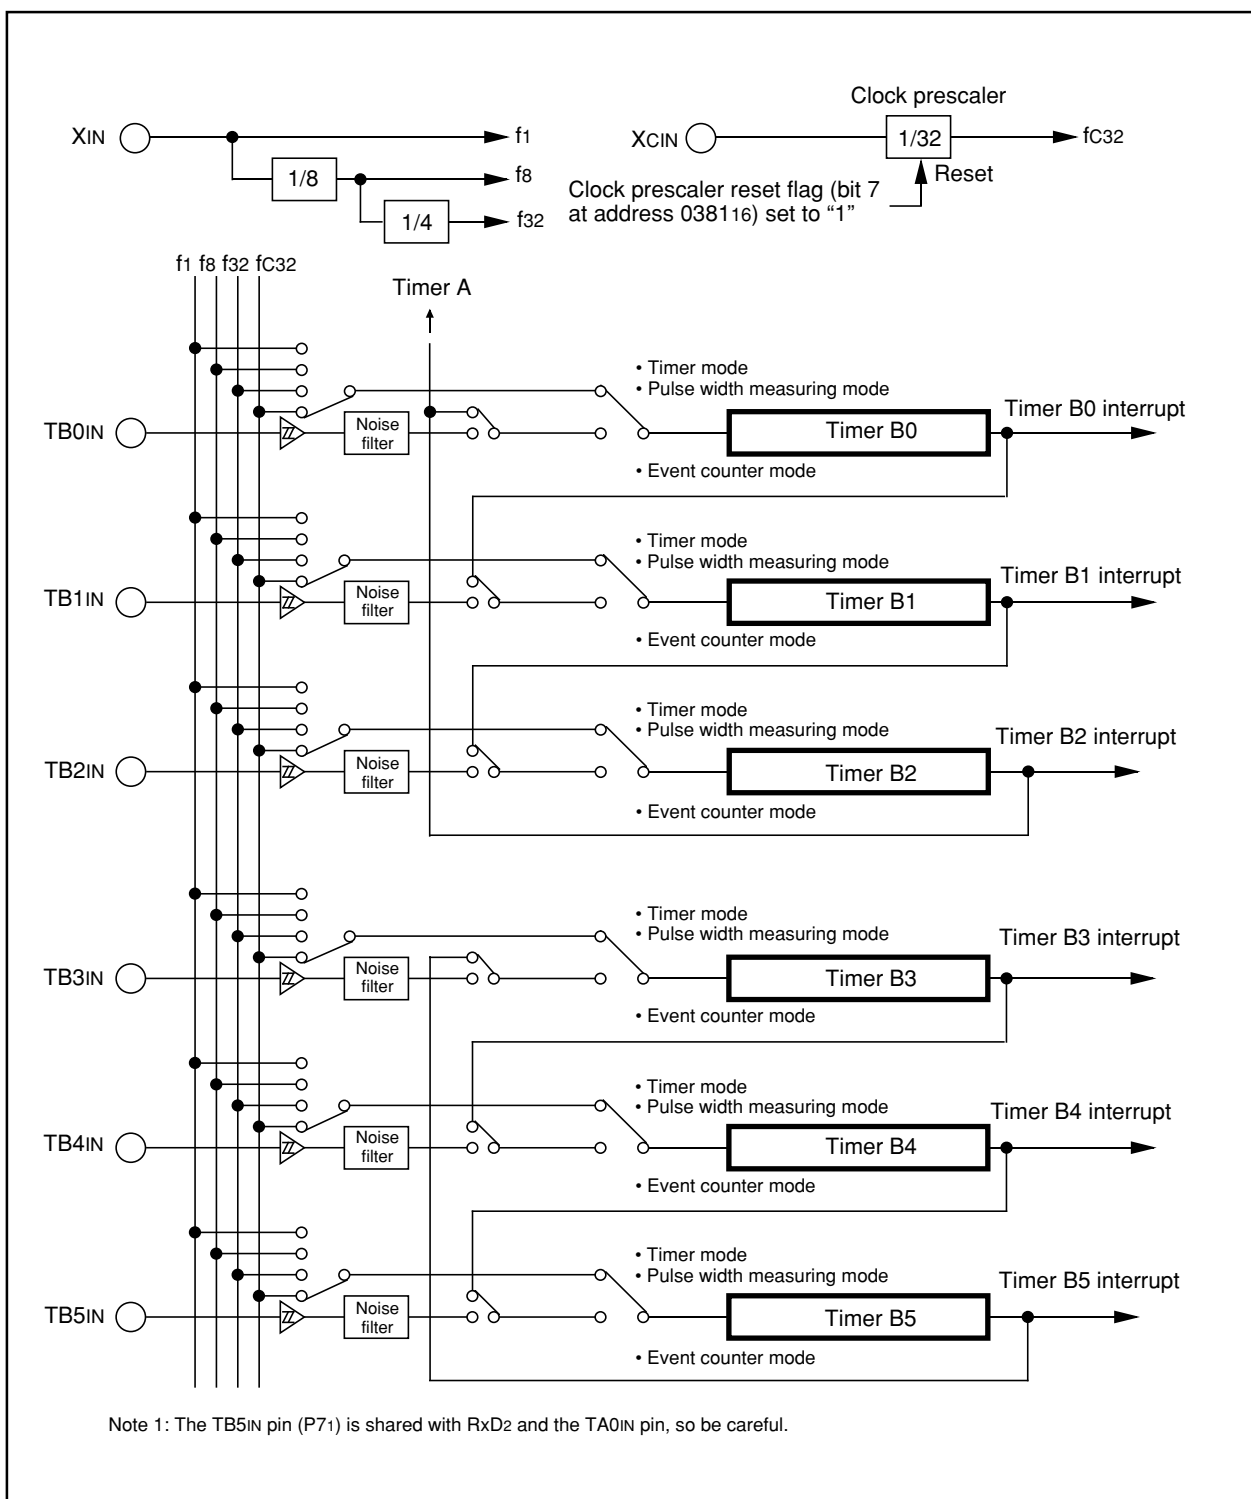 Clock prescaler
XIN
f1
XCIN
1/32
fC32
1/8
f8
Reset
Clock prescaler reset flag (bit 7
at address 038116) set to “1”
1/4
f32
f1 f8 f32 fC32
Timer A
• Timer mode
• Pulse width measuring mode
TB0IN
Noise
filter
Timer B0
Timer B0 interrupt
• Event counter mode
• Timer mode
• Pulse width measuring mode
TB1IN
Noise
filter
Timer B1
Timer B1 interrupt
• Event counter mode
• Timer mode
• Pulse width measuring mode
TB2IN
Noise
filter
Timer B2
Timer B2 interrupt
• Event counter mode
• Timer mode
• Pulse width measuring mode
TB3IN
Noise
filter
Timer B3
Timer B3 interrupt
• Event counter mode
• Timer mode
• Pulse width measuring mode
TB4IN
Noise
filter
Timer B4
Timer B4 interrupt
• Event counter mode
• Timer mode
• Pulse width measuring mode
TB5IN
Noise
filter
Timer B5
Timer B5 interrupt
• Event counter mode
Note 1: The TB5IN pin (P71) is shared with RxD2 and the TA0IN pin, so be careful.